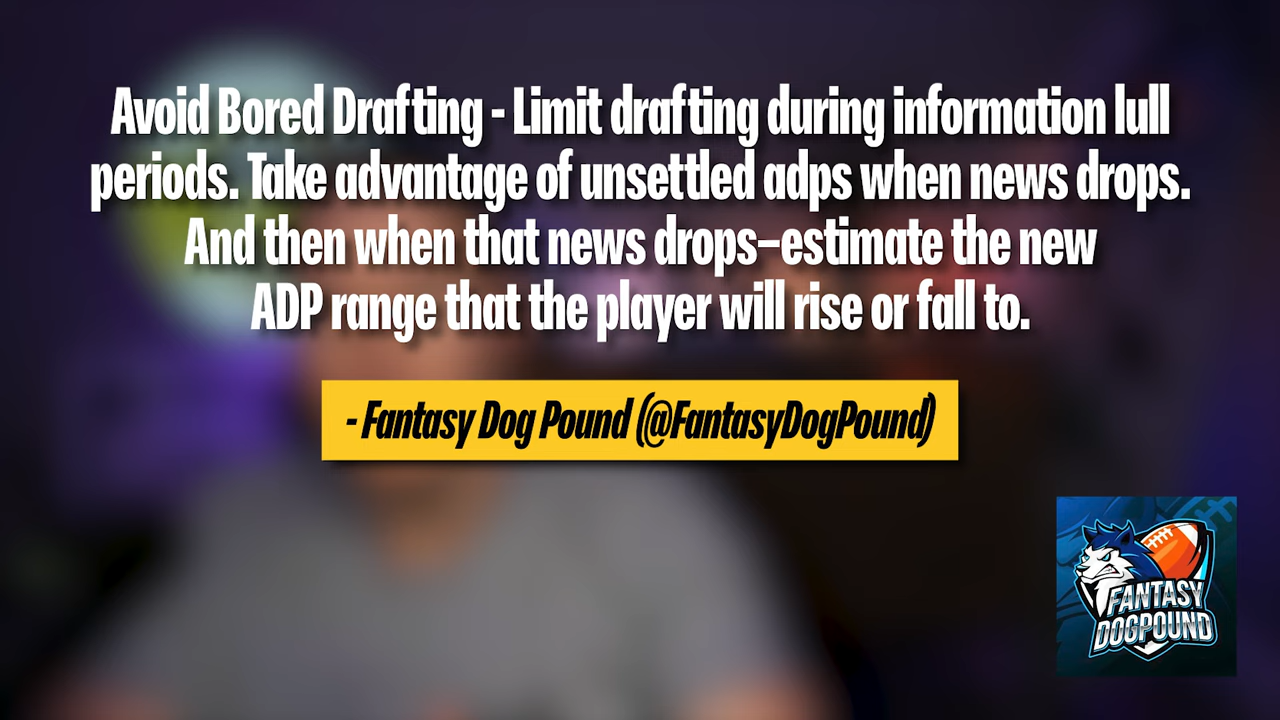 Avoid Bored Drafting - Limit drafting during information lull
periods. Take advantage of unsettled adps when news drops.
And then when that news drops–estimate the new
ADP range that the player will rise or fall to.
- Fantasy Dog Pound (@FantasyDogPound)
FANTASY
DOGPOUND